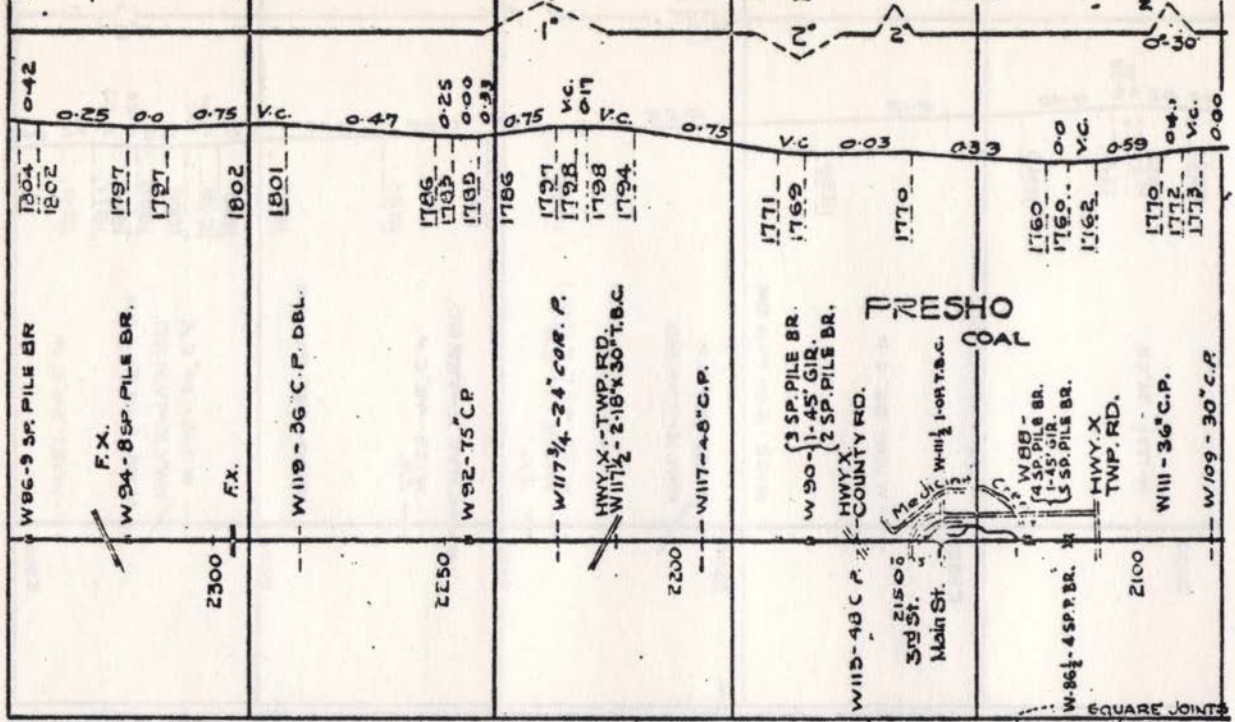 1°
2°
2°
0°30'
0.42
0.25
0.0
0.75
V.C.
0.47
0.25
0.00
0.33
0.75
V.C.
0.17
V.C.
0.75
V.C
0.03
0.33
0.0
V.C.
0.59
V.C.
0.00
1804
1802
1797
1797
1802
1801
1786
1785
1785
1786
1797
1798
1798
1794
1771
1769
1770
1760
1760
1762
1770
1772
1773
PRESHO
COAL
W86-9 SP. PILE BR
F.X.
W94-8 SP. PILE BR.
F.X.
W119-36" C.P. DBL.
W92-75" C.P
W117¾-24" COR. P.
HWY.X-TWP. RD.
W117½-2-18"X30" T.B.C.
W117-48" C.P.
W90-
3 SP. PILE BR.
1-45' GIR.
2 SP. PILE BR.
HWY.X
COUNTY RD.
W88-
4 SP. PILE BR.
1-45' GIR.
5 SP. PILE BR.
HWY.X
TWP. RD.
W111-36" C.P.
W109-30" C.P.
2300
2250
2200
2150
2100
W113-48 C P.
3rd St.
Main St.
W-86½-4 SP.P. BR.
SQUARE JOINTS